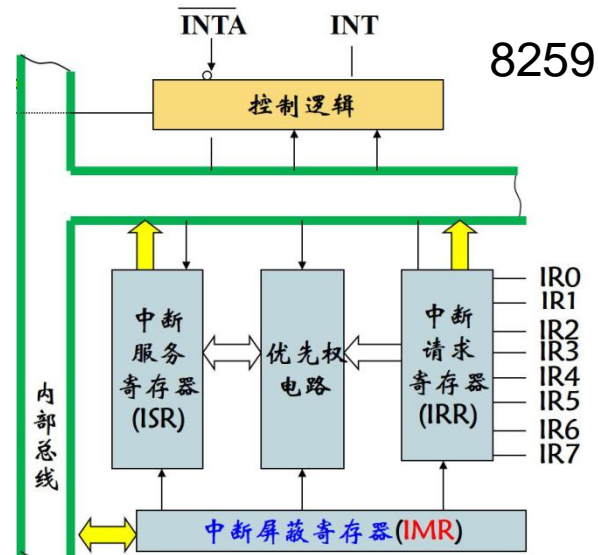 INTA INT
8259
控制逻辑
中断
服务
寄存器
(ISR)
优先权
电路
中断
请求
寄存器
(IRR)
IR0
IR1
IR2
IR3
IR4
IR5
IR6
IR7
内部总线
中断屏蔽寄存器(IMR)